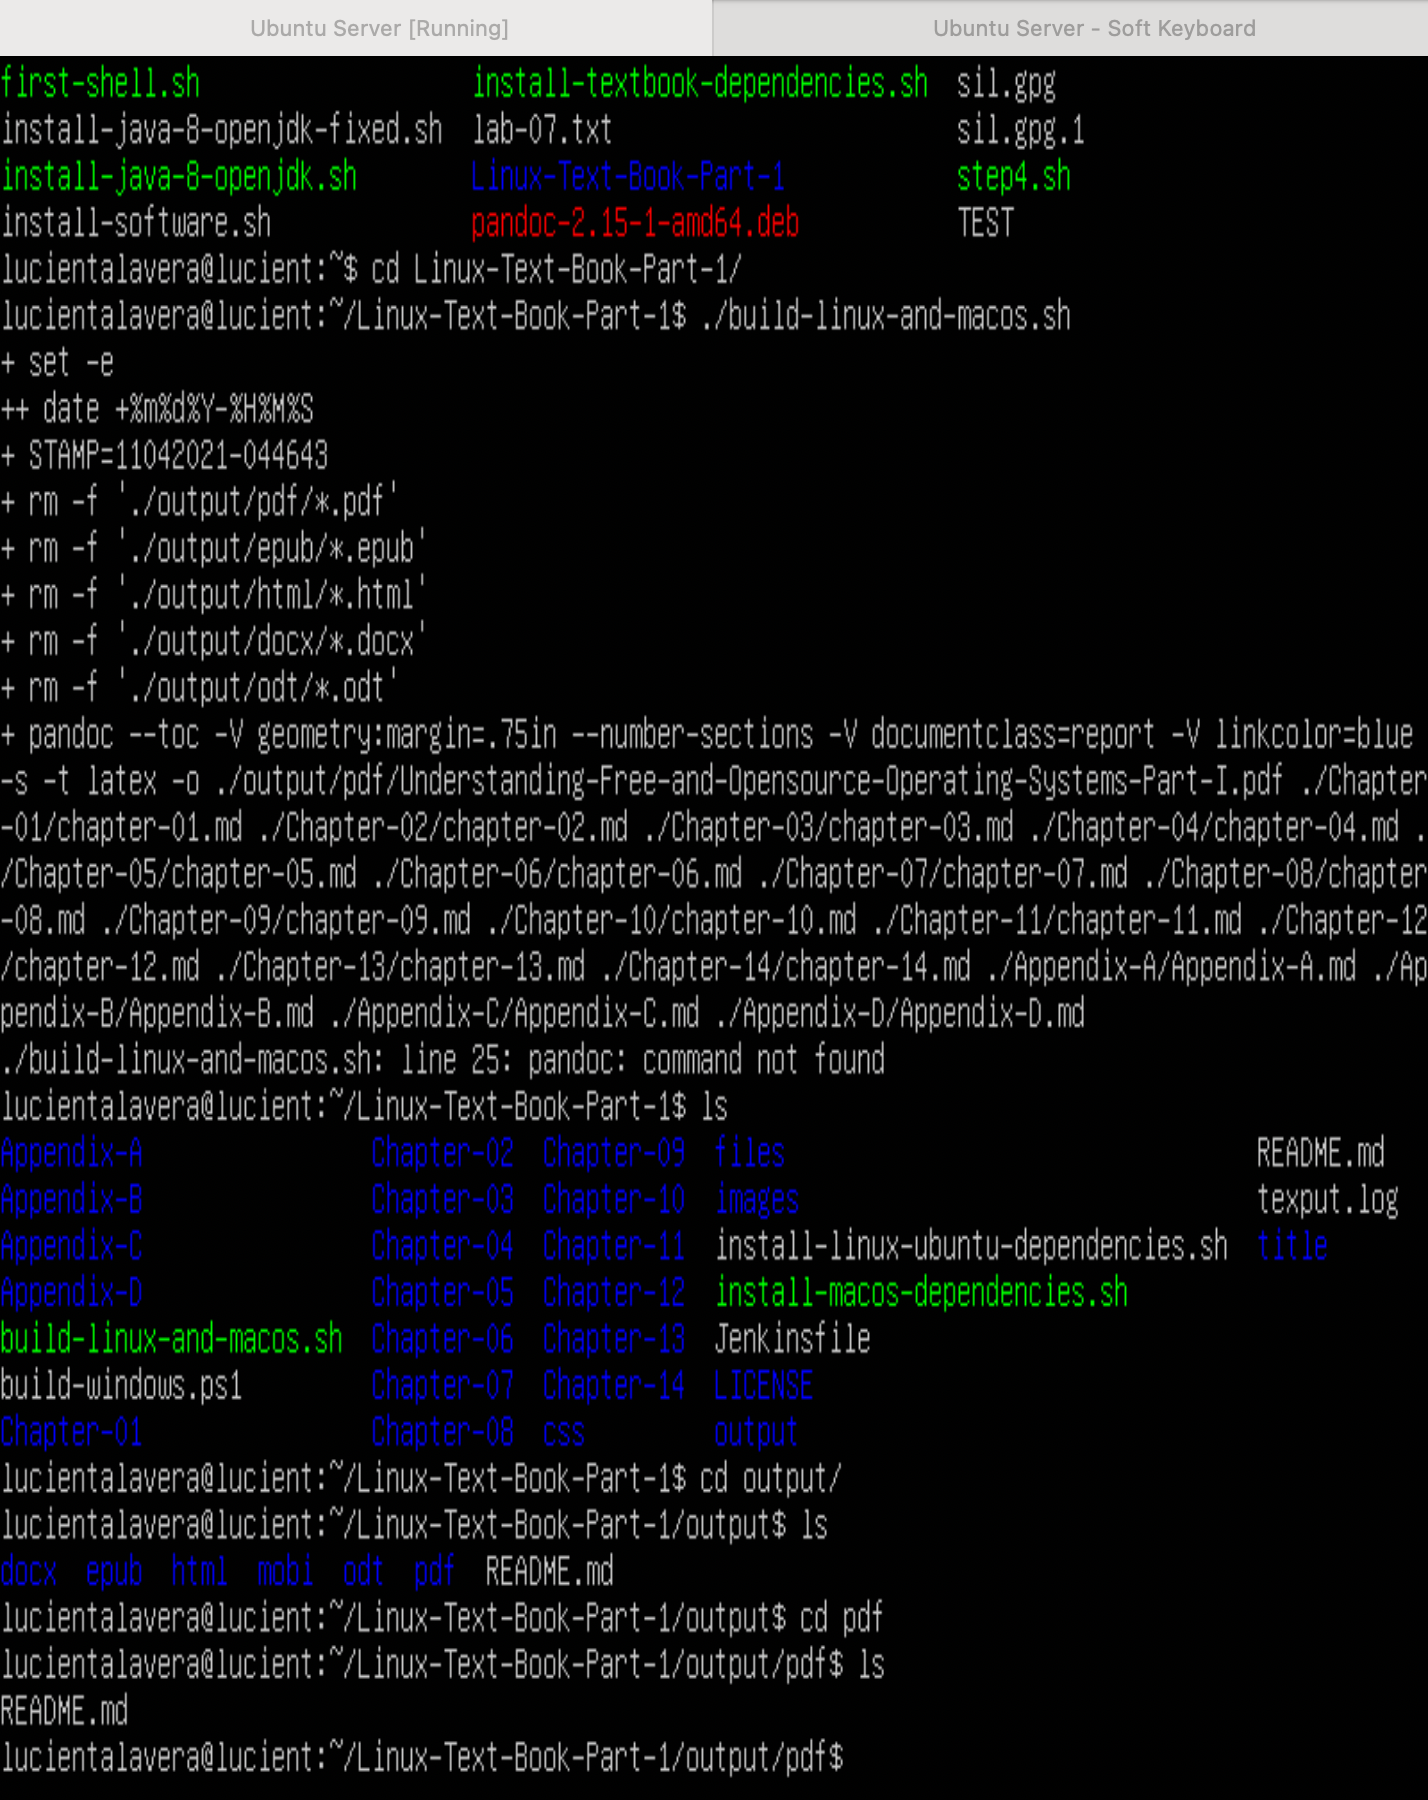 Ubuntu Server [Running] Ubuntu Server - Soft Keyboard
first-shell.sh install-textbook-dependencies.sh sil.gpg
install-java-8-openjdk-fixed.sh lab-07.txt sil.gpg.1
install-java-8-openjdk.sh Linux-Text-Book-Part-1 step4.sh
install-software.sh pandoc-2.15-1-amd64.deb TEST
lucientalavera@lucient:~$ cd Linux-Text-Book-Part-1/
lucientalavera@lucient:~/Linux-Text-Book-Part-1$ ./build-linux-and-macos.sh
+ set -e
++ date +%m%d%Y-%H%M%S
+ STAMP=11042021-044643
+ rm -f './output/pdf/*.pdf'
+ rm -f './output/epub/*.epub'
+ rm -f './output/html/*.html'
+ rm -f './output/docx/*.docx'
+ rm -f './output/odt/*.odt'
+ pandoc --toc -V geometry:margin=.75in --number-sections -V documentclass=report -V linkcolor=blue
-s -t latex -o ./output/pdf/Understanding-Free-and-Opensource-Operating-Systems-Part-I.pdf ./Chapter
-01/chapter-01.md ./Chapter-02/chapter-02.md ./Chapter-03/chapter-03.md ./Chapter-04/chapter-04.md .
/Chapter-05/chapter-05.md ./Chapter-06/chapter-06.md ./Chapter-07/chapter-07.md ./Chapter-08/chapter
-08.md ./Chapter-09/chapter-09.md ./Chapter-10/chapter-10.md ./Chapter-11/chapter-11.md ./Chapter-12
/chapter-12.md ./Chapter-13/chapter-13.md ./Chapter-14/chapter-14.md ./Appendix-A/Appendix-A.md ./Ap
pendix-B/Appendix-B.md ./Appendix-C/Appendix-C.md ./Appendix-D/Appendix-D.md
./build-linux-and-macos.sh: line 25: pandoc: command not found
lucientalavera@lucient:~/Linux-Text-Book-Part-1$ ls
Appendix-A Chapter-02 Chapter-09 files README.md
Appendix-B Chapter-03 Chapter-10 images texput.log
Appendix-C Chapter-04 Chapter-11 install-linux-ubuntu-dependencies.sh title
Appendix-D Chapter-05 Chapter-12 install-macos-dependencies.sh
build-linux-and-macos.sh Chapter-06 Chapter-13 Jenkinsfile
build-windows.ps1 Chapter-07 Chapter-14 LICENSE
Chapter-01 Chapter-08 css output
lucientalavera@lucient:~/Linux-Text-Book-Part-1$ cd output/
lucientalavera@lucient:~/Linux-Text-Book-Part-1/output$ ls
docx epub html mobi odt pdf README.md
lucientalavera@lucient:~/Linux-Text-Book-Part-1/output$ cd pdf
lucientalavera@lucient:~/Linux-Text-Book-Part-1/output/pdf$ ls
README.md
lucientalavera@lucient:~/Linux-Text-Book-Part-1/output/pdf$